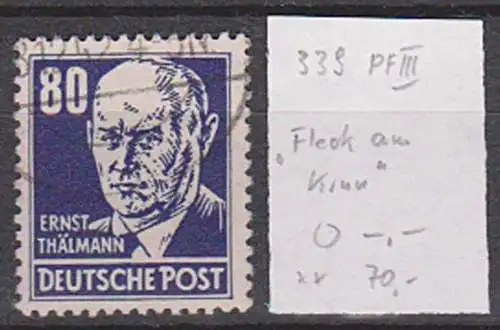 80
ERNST
THÄLMANN
DEUTSCHE POST
339 PF III
"Fleck am
Kinn"
O -,-
** 70,-